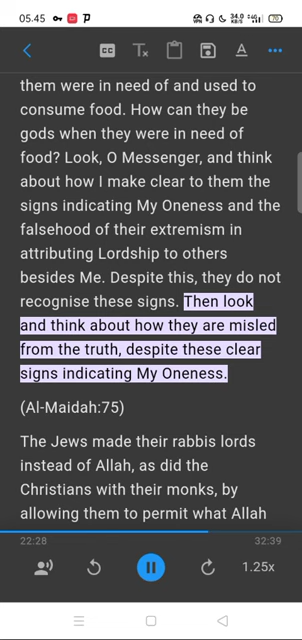 05.45
34.0
KB/S
them were in need of and used to
consume food. How can they be
gods when they were in need of
food? Look, O Messenger, and think
about how I make clear to them the
signs indicating My Oneness and the
falsehood of their extremism in
attributing Lordship to others
besides Me. Despite this, they do not
recognise these signs. Then look
and think about how they are misled
from the truth, despite these clear
signs indicating My Oneness.
(Al-Maidah:75)
The Jews made their rabbis lords
instead of Allah, as did the
Christians with their monks, by
allowing them to permit what Allah
22:28
32:39
1.25x